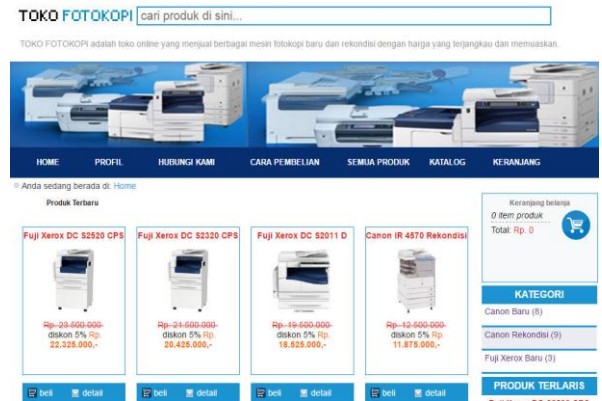 TOKO FOTOKOPI
cari produk di sini...
TOKO FOTOKOPI adalah toko online yang menjual berbagai mesin fotokopi baru dan rekondisi dengan harga yang terjangkau dan memuaskan.
HOME PROFIL HUBUNGI KAMI CARA PEMBELIAN SEMUA PRODUK KATALOG KERANJANG
Anda sedang berada di: Home
Produk Terbaru
Fuji Xerox DC S2520 CPS
Rp. 23.500.000-
diskon 5% Rp.
22.325.000,-
beli detail
Fuji Xerox DC S2320 CPS
Rp. 21.500.000-
diskon 5% Rp.
20.425.000,-
beli detail
Fuji Xerox DC S2011 D
Rp. 19.500.000-
diskon 5% Rp.
18.525.000,-
beli detail
Canon IR 4570 Rekondisi
Rp. 12.500.000-
diskon 5% Rp.
11.875.000,-
beli detail
Keranjang belanja
0 item produk
Total: Rp. 0
KATEGORI
Canon Baru (8)
Canon Rekondisi (9)
Fuji Xerox Baru (3)
PRODUK TERLARIS